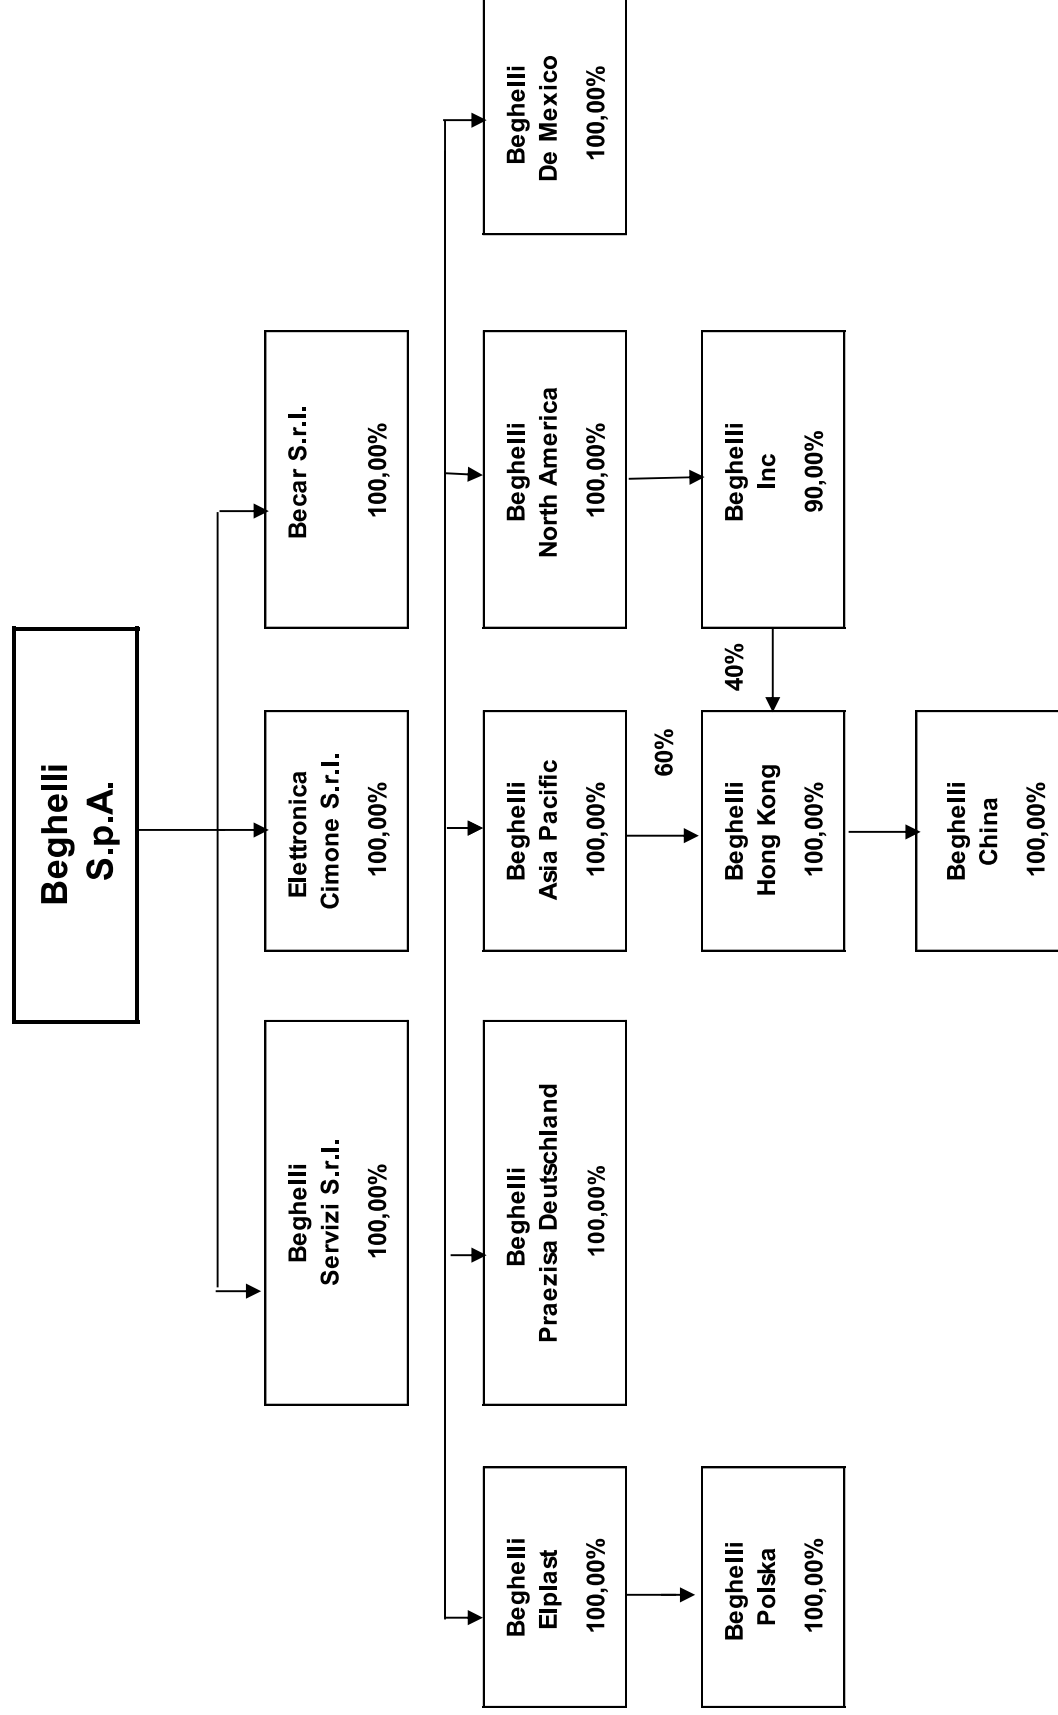 Beghelli
S.p.A.
Beghelli
Servizi S.r.l.
100,00%
Elettronica
Cimone S.r.l.
100,00%
Becar S.r.l.
100,00%
Beghelli
Elplast
100,00%
Beghelli
Praezisa Deutschland
100,00%
Beghelli
Asia Pacific
100,00%
Beghelli
North America
100,00%
Beghelli
De Mexico
100,00%
60%
40%
Beghelli
Polska
100,00%
Beghelli
Hong Kong
100,00%
Beghelli
Inc
90,00%
Beghelli
China
100,00%